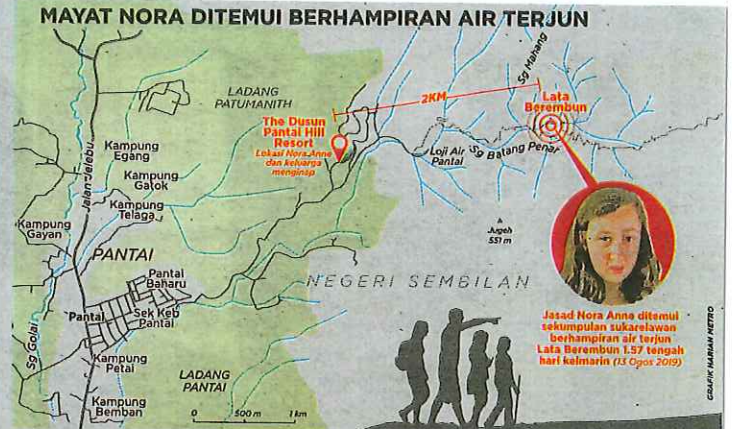 MAYAT NORA DITEMUI BERHAMPIRAN AIR TERJUN
LADANG
PATUMANITH
The Dusun
Pantai Hill
Resort
Lokasi Nora Anne
dan keluarga
menginap
2KM
Sg Mahang
Lata
Berembun
Loji Air
Pantai
Sg Batang Penar
Jalan Jelebu
Kampung
Egang
Kampung
Gatok
Kampung
Telaga
Kampung
Gayan
PANTAI
Pantai
Baharu
Pantai
Sek Keb
Pantai
Sg Golai
Kampung
Petai
Kampung
Bemban
LADANG
PANTAI
0 500 m 1 km
Jugeh
551 m
NEGERI SEMBILAN
Jasad Nora Anne ditemui
sekumpulan sukarelawan
berhampiran air terjun
Lata Berembun 1.57 tengah
hari kelmarin (13 Ogos 2019)
GRAFIK HARIAN METRO